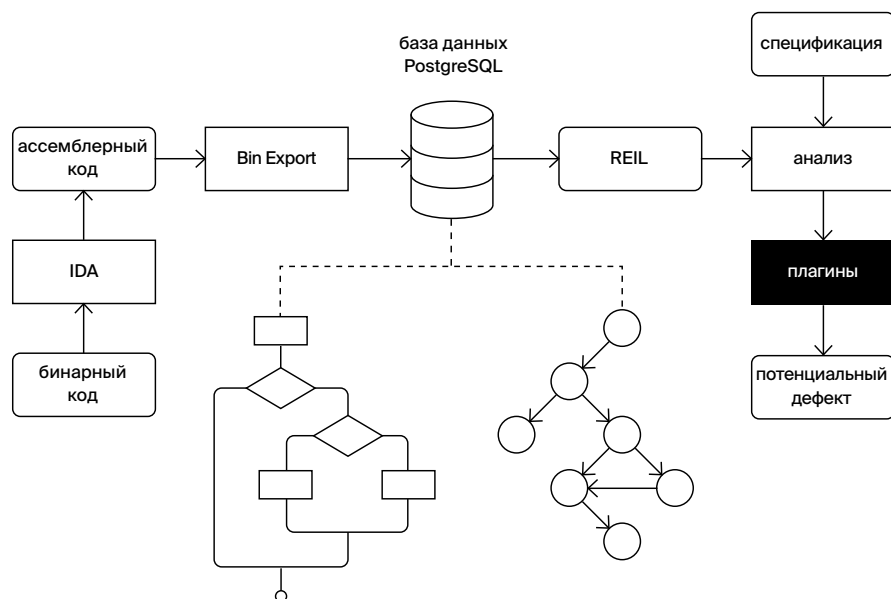 база данных
PostgreSQL
спецификация
ассемблерный
код
Bin Export
REIL
анализ
IDA
плагины
бинарный
код
потенциальный
дефект